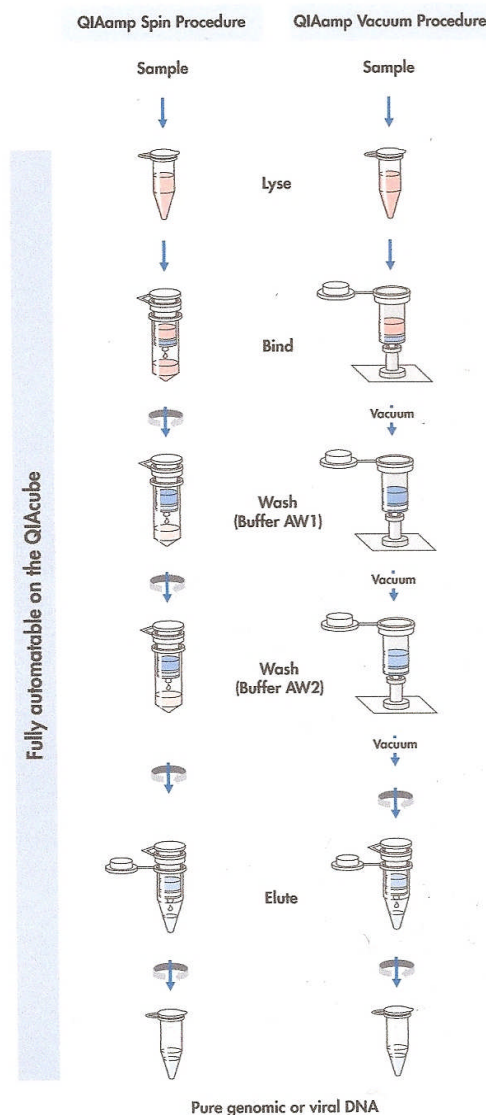 QIAamp Spin Procedure
QIAamp Vacuum Procedure
Sample
Sample
Lyse
Bind
Vacuum
Wash
(Buffer AW1)
Vacuum
Wash
(Buffer AW2)
Vacuum
Elute
Pure genomic or viral DNA
Fully automatable on the QIAcube